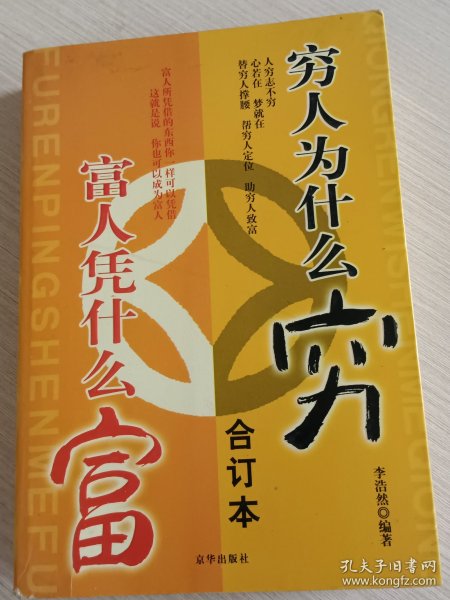 穷人为什么穷
人穷志不穷
心若在 梦就在
替穷人撑腰 帮穷人定位 助穷人致富
富人凭什么富
富人所凭借的东西你一样可以凭借
这就是说 你也可以成为富人
合订本
李浩然◎编著
京华出版社
FURENPINGSHENMEFU
QIONGRENWEISHENMEQIONG
孔夫子旧书网
www.kongfz.com